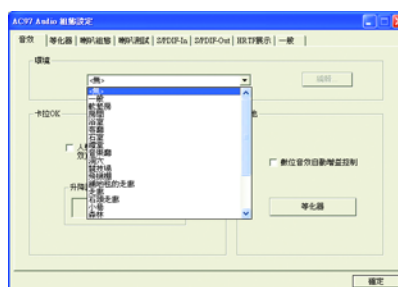 AC97 Audio 組態設定
音效 等化器 喇叭組態 喇叭測試 S/PDIF-In S/PDIF-Out HRTF展示 一般
環境
<無>
編輯...
<無>
一般
軟墊房
房間
浴室
客廳
石室
禮堂
音樂廳
洞穴
競技場
飛機棚
鋪地毯的走廊
走廊
石頭走廊
小巷
森林
卡拉OK
數位音效自動增益控制
等化器
確定